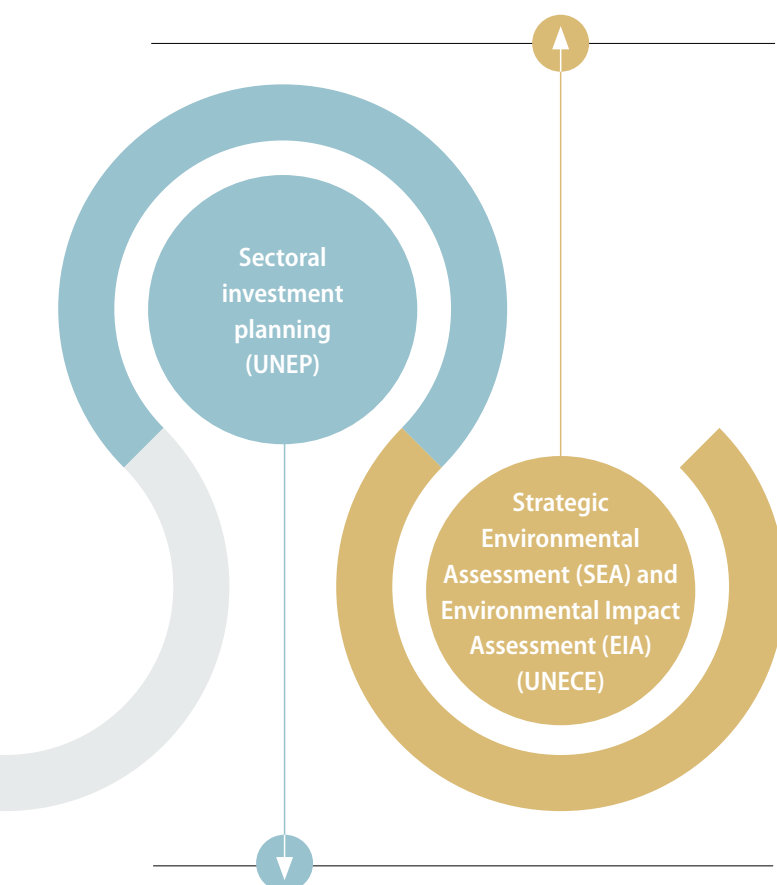 Sectoral
investment
planning
(UNEP)
Strategic
Environmental
Assessment (SEA) and
Environmental Impact
Assessment (EIA)
(UNECE)